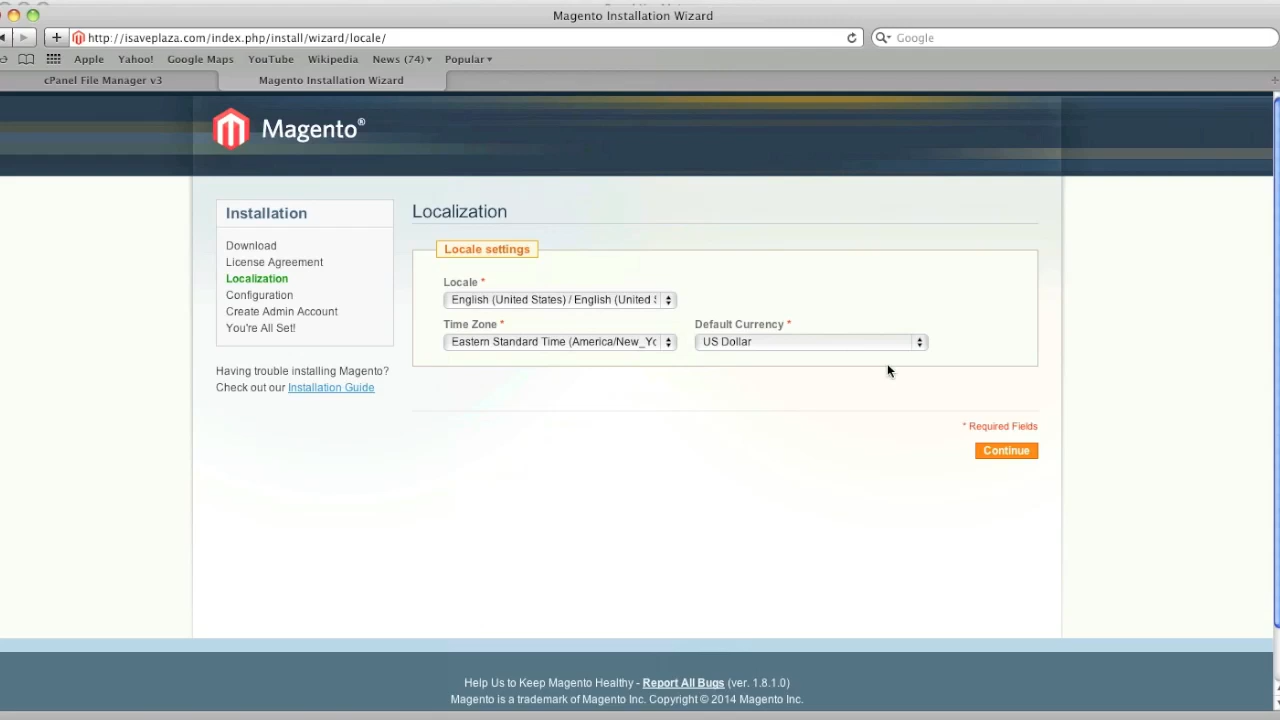 Magento Installation Wizard
http://isaveplaza.com/index.php/install/wizard/locale/
Google
Apple Yahoo! Google Maps YouTube Wikipedia News (74) Popular
cPanel File Manager v3 Magento Installation Wizard
Magento®
Installation
Download
License Agreement
Localization
Configuration
Create Admin Account
You're All Set!
Having trouble installing Magento?
Check out our Installation Guide
Localization
Locale settings
Locale *
English (United States) / English (United S
Time Zone * Default Currency *
Eastern Standard Time (America/New_Yo US Dollar
* Required Fields
Continue
Help Us to Keep Magento Healthy - Report All Bugs (ver. 1.8.1.0)
Magento is a trademark of Magento Inc. Copyright © 2014 Magento Inc.